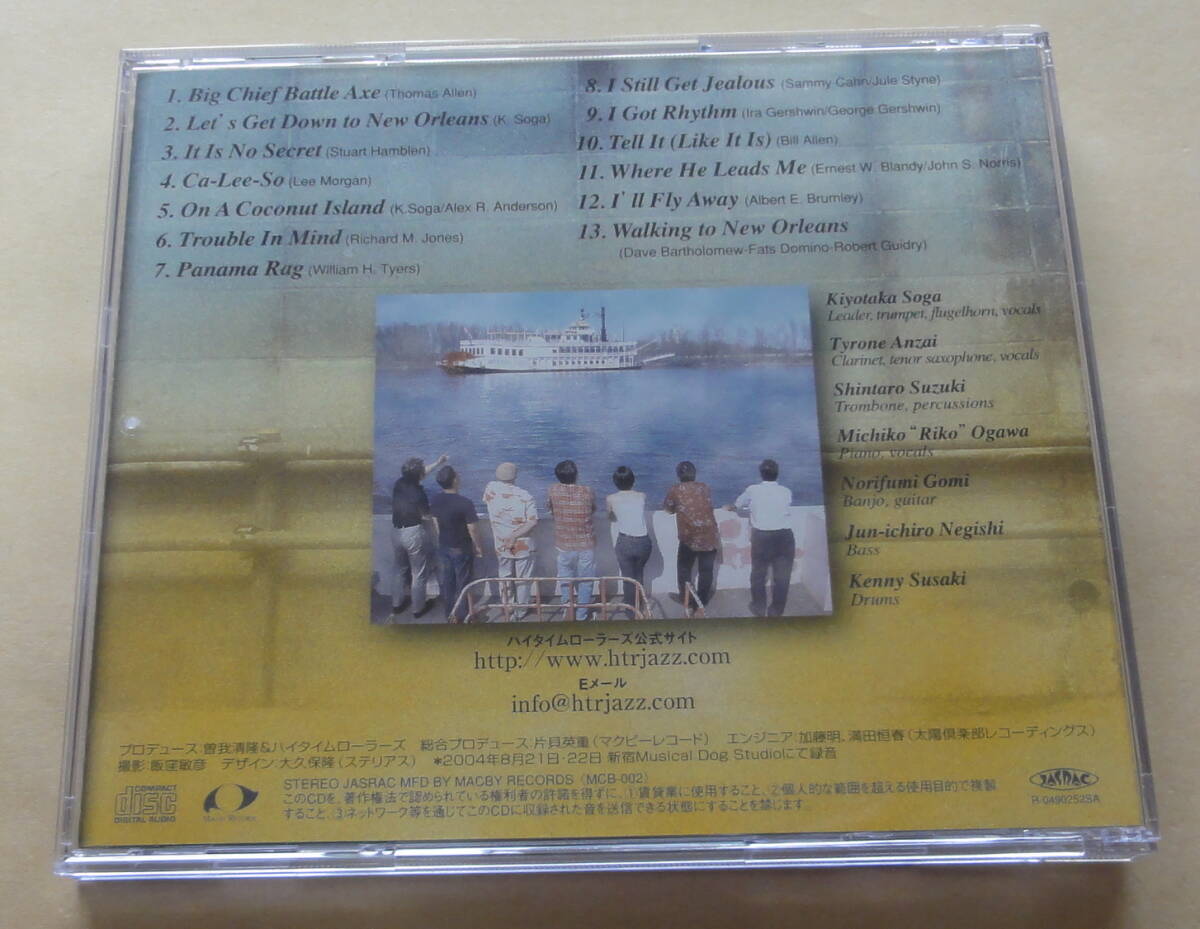 1. Big Chief Battle Axe (Thomas Allen)
2. Let's Get Down to New Orleans (K. Soga)
3. It Is No Secret (Stuart Hamblen)
4. Ca-Lee-So (Lee Morgan)
5. On A Coconut Island (K.Soga/Alex R. Anderson)
6. Trouble In Mind (Richard M. Jones)
7. Panama Rag (William H. Tyers)
8. I Still Get Jealous (Sammy Cahn/Jule Styne)
9. I Got Rhythm (Ira Gershwin/George Gershwin)
10. Tell It (Like It Is) (Bill Allen)
11. Where He Leads Me (Ernest W. Blandy/John S. Norris)
12. I'll Fly Away (Albert E. Brumley)
13. Walking to New Orleans
(Dave Bartholomew-Fats Domino-Robert Guidry)
Kiyotaka Soga
Leader, trumpet, flugelhorn, vocals
Tyrone Anzai
Clarinet, tenor saxophone, vocals
Shintaro Suzuki
Trombone, percussions
Michiko "Riko" Ogawa
Piano, vocals
Norifumi Gomi
Banjo, guitar
Jun-ichiro Negishi
Bass
Kenny Susaki
Drums
ハイタイムローラーズ公式サイト
http://www.htrjazz.com
Eメール
info@htrjazz.com
プロデュース:曽我清隆&ハイタイムローラーズ 総合プロデュース:片貝英重(マクビーレコード) エンジニア:加藤明、満田恒春(太陽倶楽部レコーディングス)
撮影:飯窪敏彦 デザイン:大久保隆(ステリアス) *2004年8月21日・22日 新宿Musical Dog Studioにて録音
STEREO JASRAC MFD BY MACBY RECORDS (MCB-002)
このCDを、著作権法で認められている権利者の許諾を得ずに、①賃貸業に使用すること、②個人的な範囲を超える使用目的で複製
すること、③ネットワーク等を通じてこのCDに収録された音を送信できる状態にすることを禁じます。
COMPACT
disc
DIGITAL AUDIO
MACBY RECORDS
JASRAC
R-0490252SA